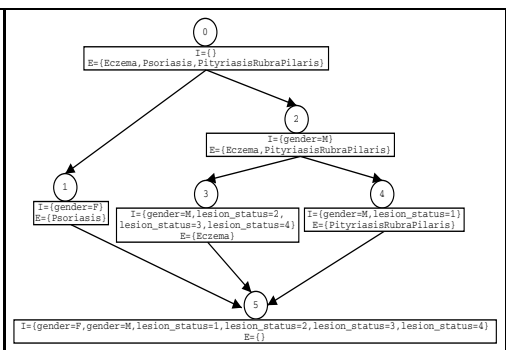 0
I={}
E={Eczema,Psoriasis,PityriasisRubraPilaris}
2
I={gender=M}
E={Eczema,PityriasisRubraPilaris}
1
I={gender=F}
E={Psoriasis}
3
I={gender=M,lesion_status=2,
lesion_status=3,lesion_status=4}
E={Eczema}
4
I={gender=M,lesion_status=1}
E={PityriasisRubraPilaris}
5
I={gender=F,gender=M,lesion_status=1,lesion_status=2,lesion_status=3,lesion_status=4}
E={}